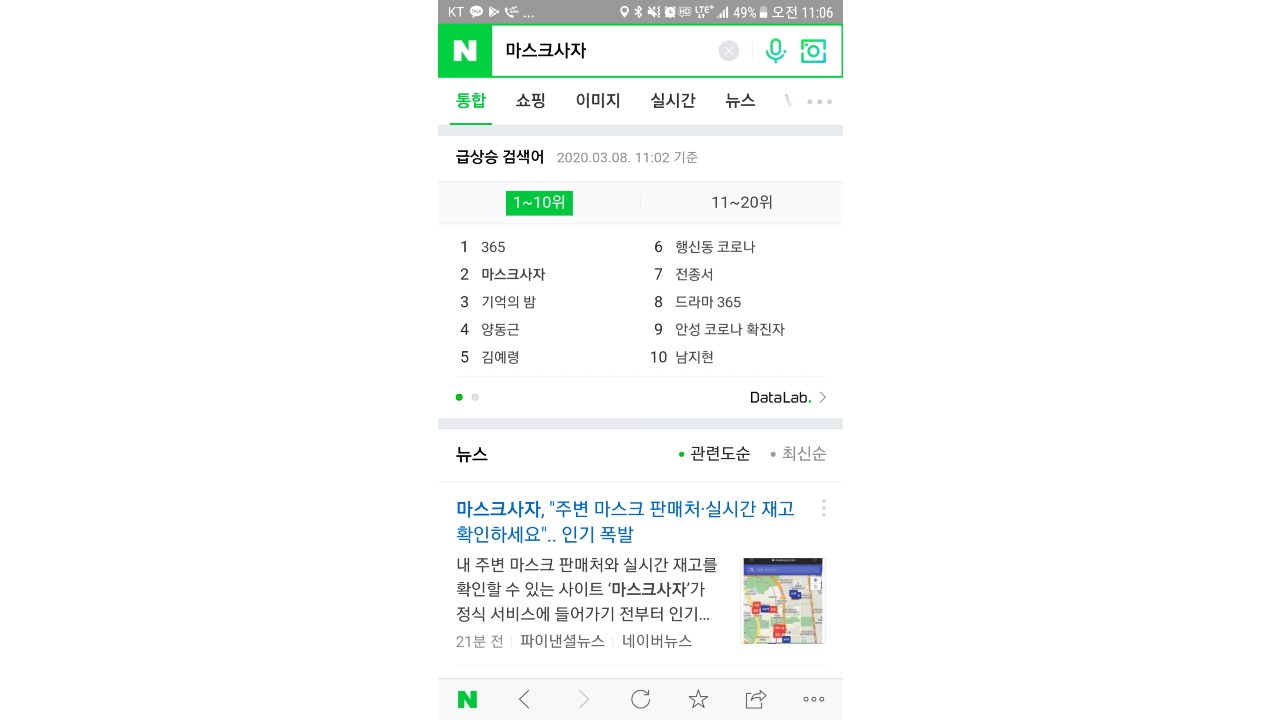 KT ... HD LTE+ 49% 오전 11:06
N 마스크사자
통합 쇼핑 이미지 실시간 뉴스
급상승 검색어 2020.03.08. 11:02 기준
1~10위 11~20위
1 365
2 마스크사자
3 기억의 밤
4 양동근
5 김예령
6 행신동 코로나
7 전종서
8 드라마 365
9 안성 코로나 확진자
10 남지현
DataLab.
뉴스 관련도순 최신순
마스크사자, "주변 마스크 판매처·실시간 재고
확인하세요".. 인기 폭발
내 주변 마스크 판매처와 실시간 재고를
확인할 수 있는 사이트 ‘마스크사자’가
정식 서비스에 들어가기 전부터 인기...
21분 전 파이낸셜뉴스 네이버뉴스
N